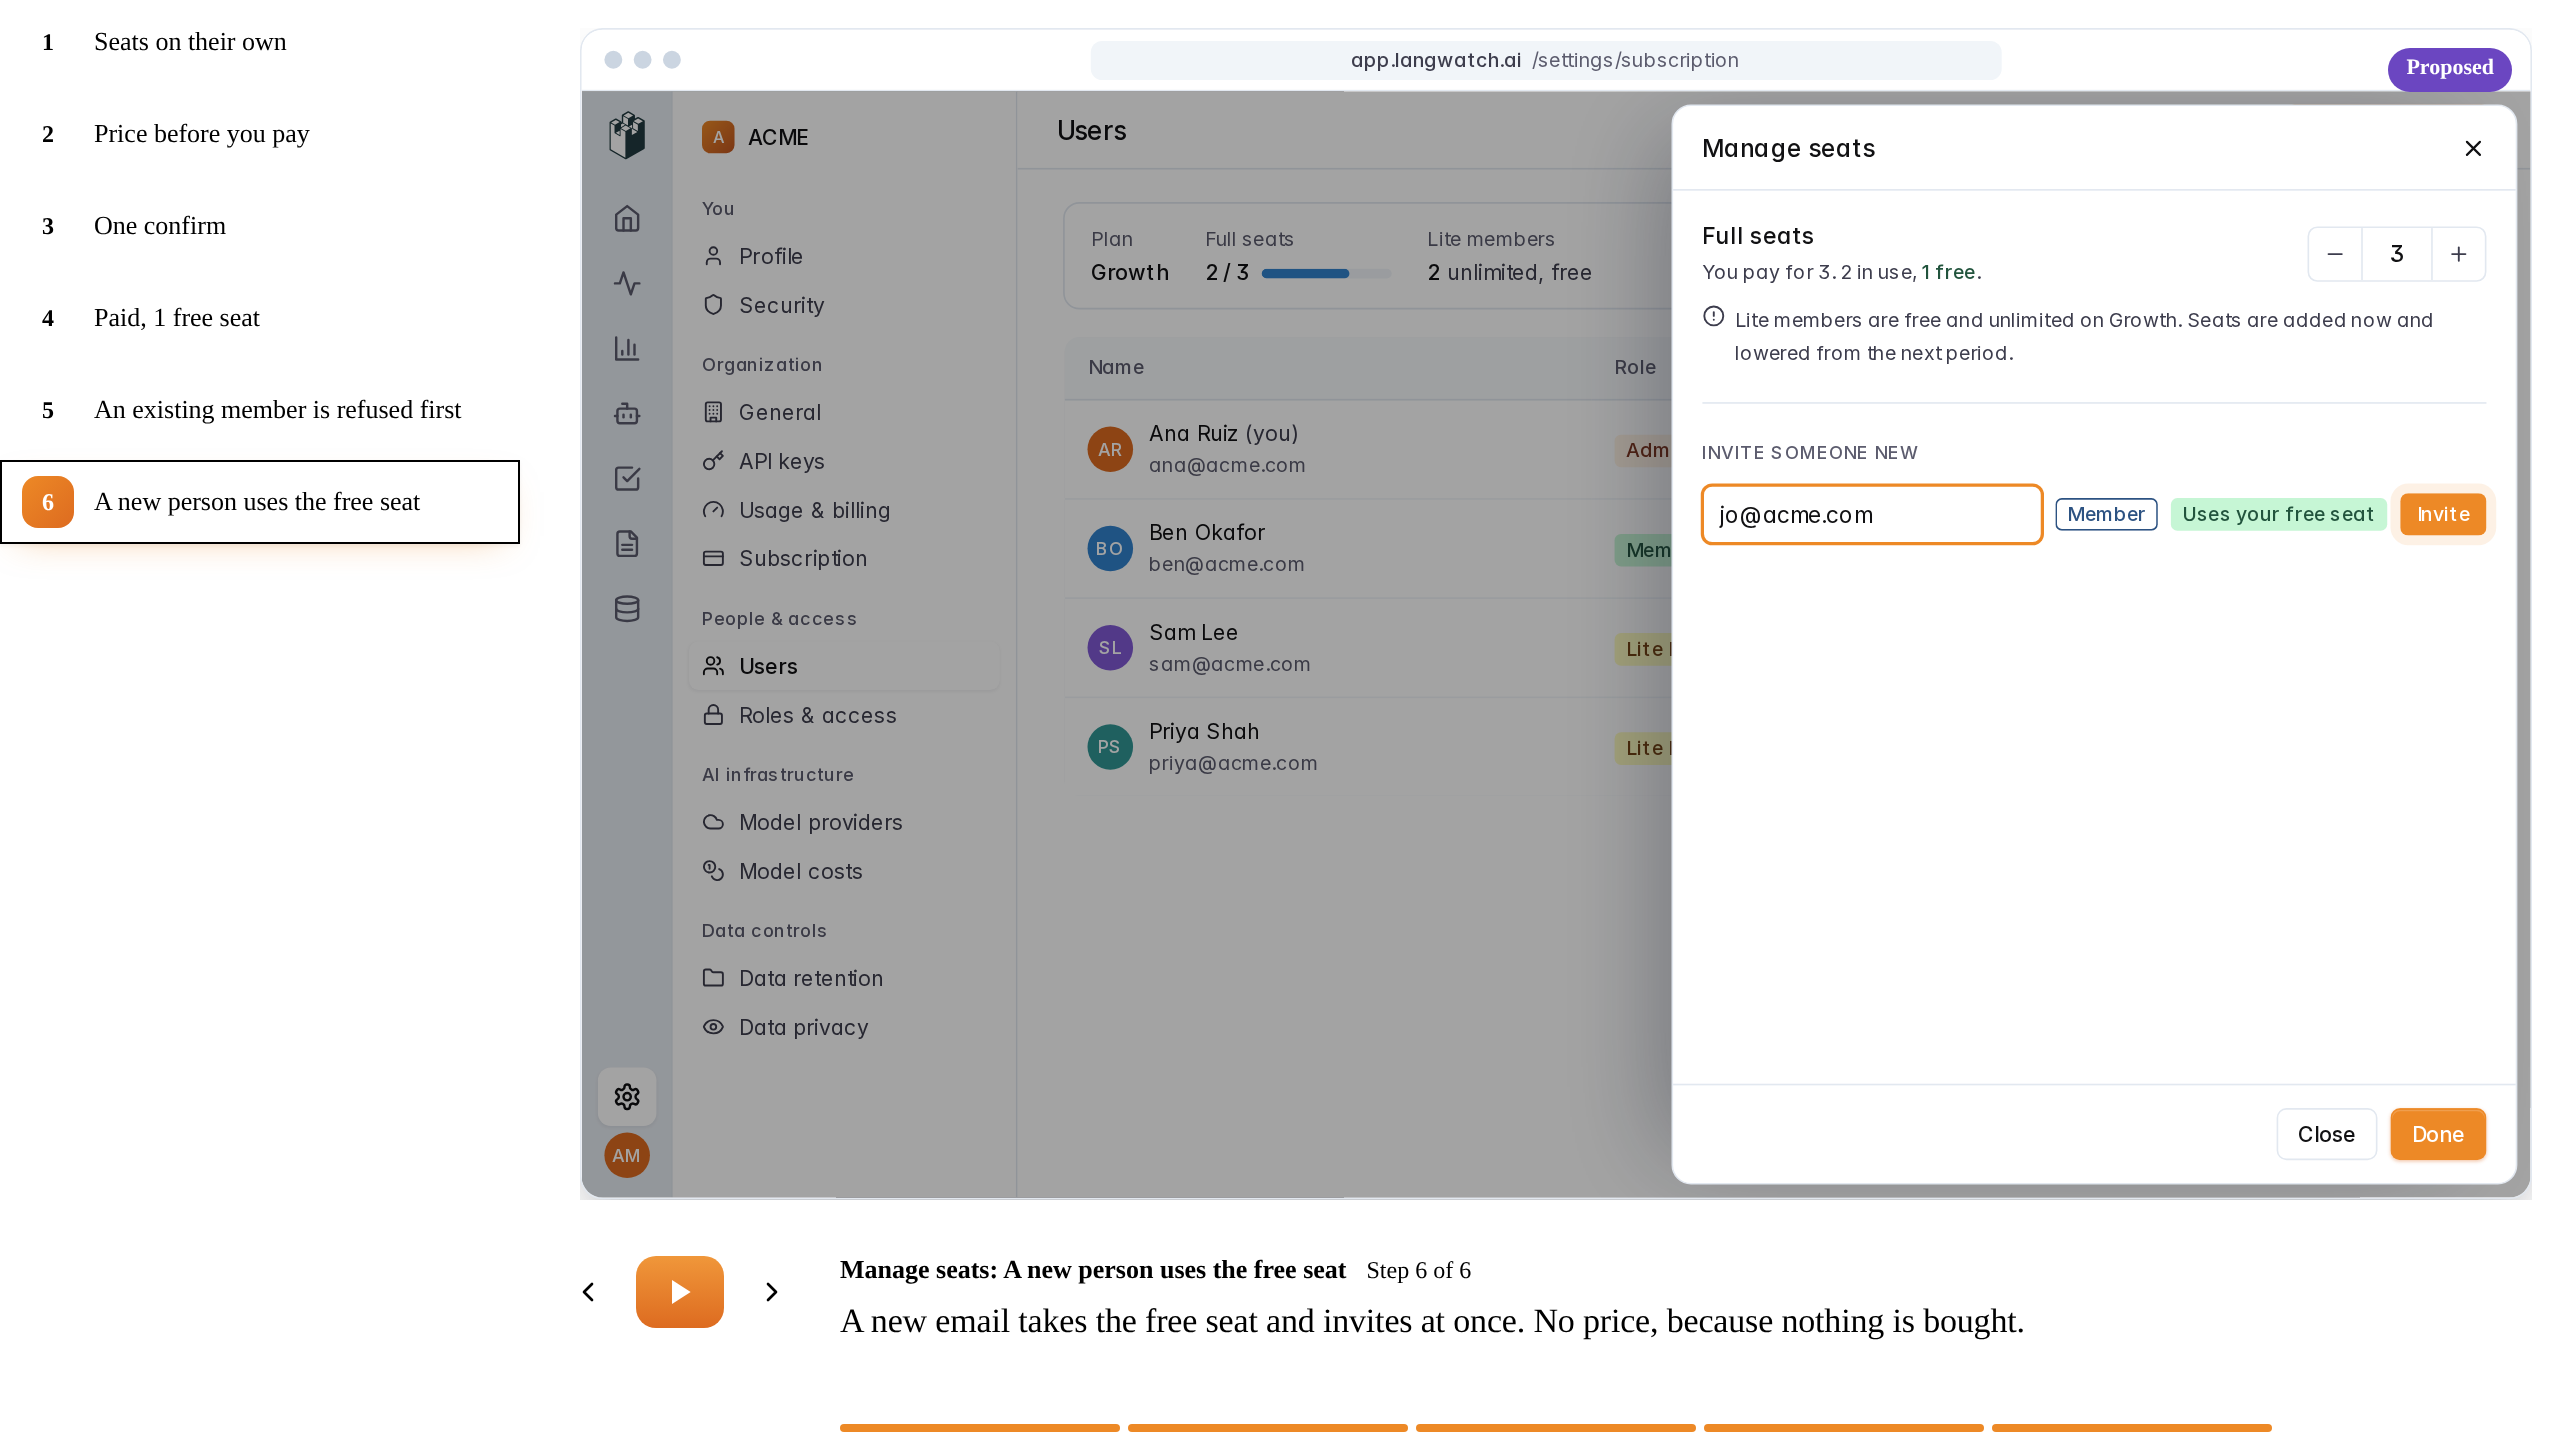 1 Seats on their own
2 Price before you pay
3 One confirm
4 Paid, 1 free seat
5 An existing member is refused first
6 A new person uses the free seat
app.langwatch.ai /settings/subscription
Proposed
A ACME
You
Profile
Security
Organization
General
API keys
Usage & billing
Subscription
People & access
Users
Roles & access
AI infrastructure
Model providers
Model costs
Data controls
Data retention
Data privacy
AM
Users
Plan Full seats Lite members
Growth 2 / 3 2 unlimited, free
Name Role
AR Ana Ruiz (you) Adm
ana@acme.com
BO Ben Okafor Mem
ben@acme.com
SL Sam Lee Lite
sam@acme.com
PS Priya Shah Lite
priya@acme.com
Manage seats
Full seats
You pay for 3. 2 in use, 1 free.
3
Lite members are free and unlimited on Growth. Seats are added now and
lowered from the next period.
INVITE SOMEONE NEW
jo@acme.com Member Uses your free seat Invite
Close Done
Manage seats: A new person uses the free seat Step 6 of 6
A new email takes the free seat and invites at once. No price, because nothing is bought.